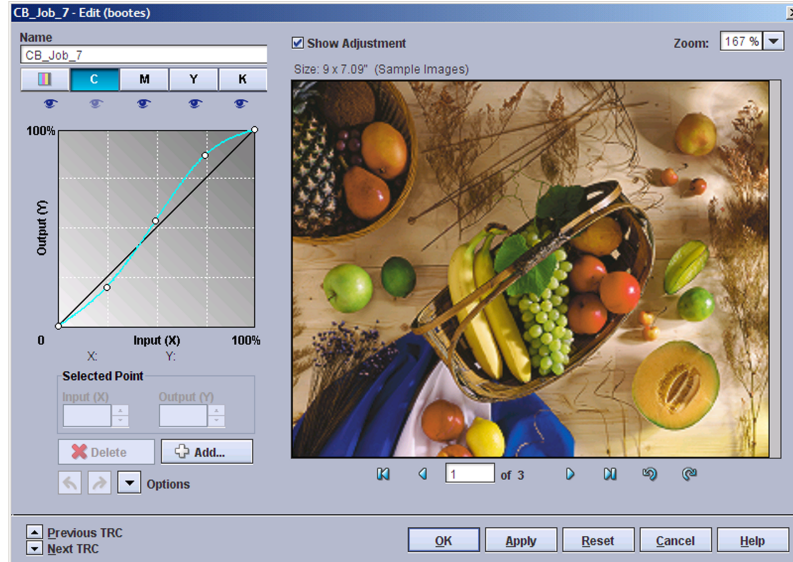 CB_Job_7 - Edit (bootes)
Name
CB_Job_7
C M Y K
100%
Output (Y)
0 Input (X) 100%
X: Y:
Selected Point
Input (X) Output (Y)
Delete Add...
Options
Show Adjustment Zoom: 167 %
Size: 9 x 7.09" (Sample Images)
1 of 3
Previous TRC
Next TRC
OK Apply Reset Cancel Help